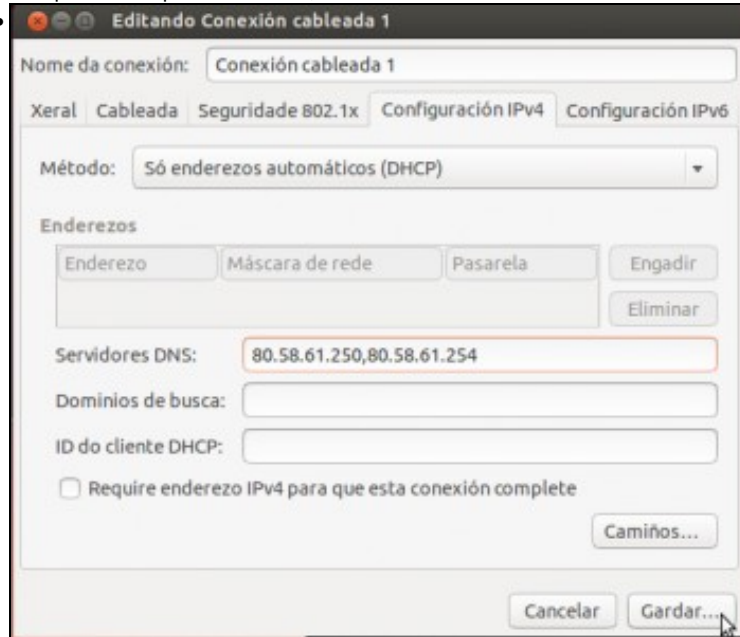 Editando Conexión cableada 1
Nome da conexión: Conexión cableada 1
Xeral Cableada Seguridade 802.1x Configuración IPv4 Configuración IPv6
Método: Só enderezos automáticos (DHCP)
Enderezos
Enderezo Máscara de rede Pasarela Engadir
Eliminar
Servidores DNS: 80.58.61.250,80.58.61.254
Dominios de busca:
ID do cliente DHCP:
Require enderezo IPv4 para que esta conexión complete
Camiños...
Cancelar Gardar...